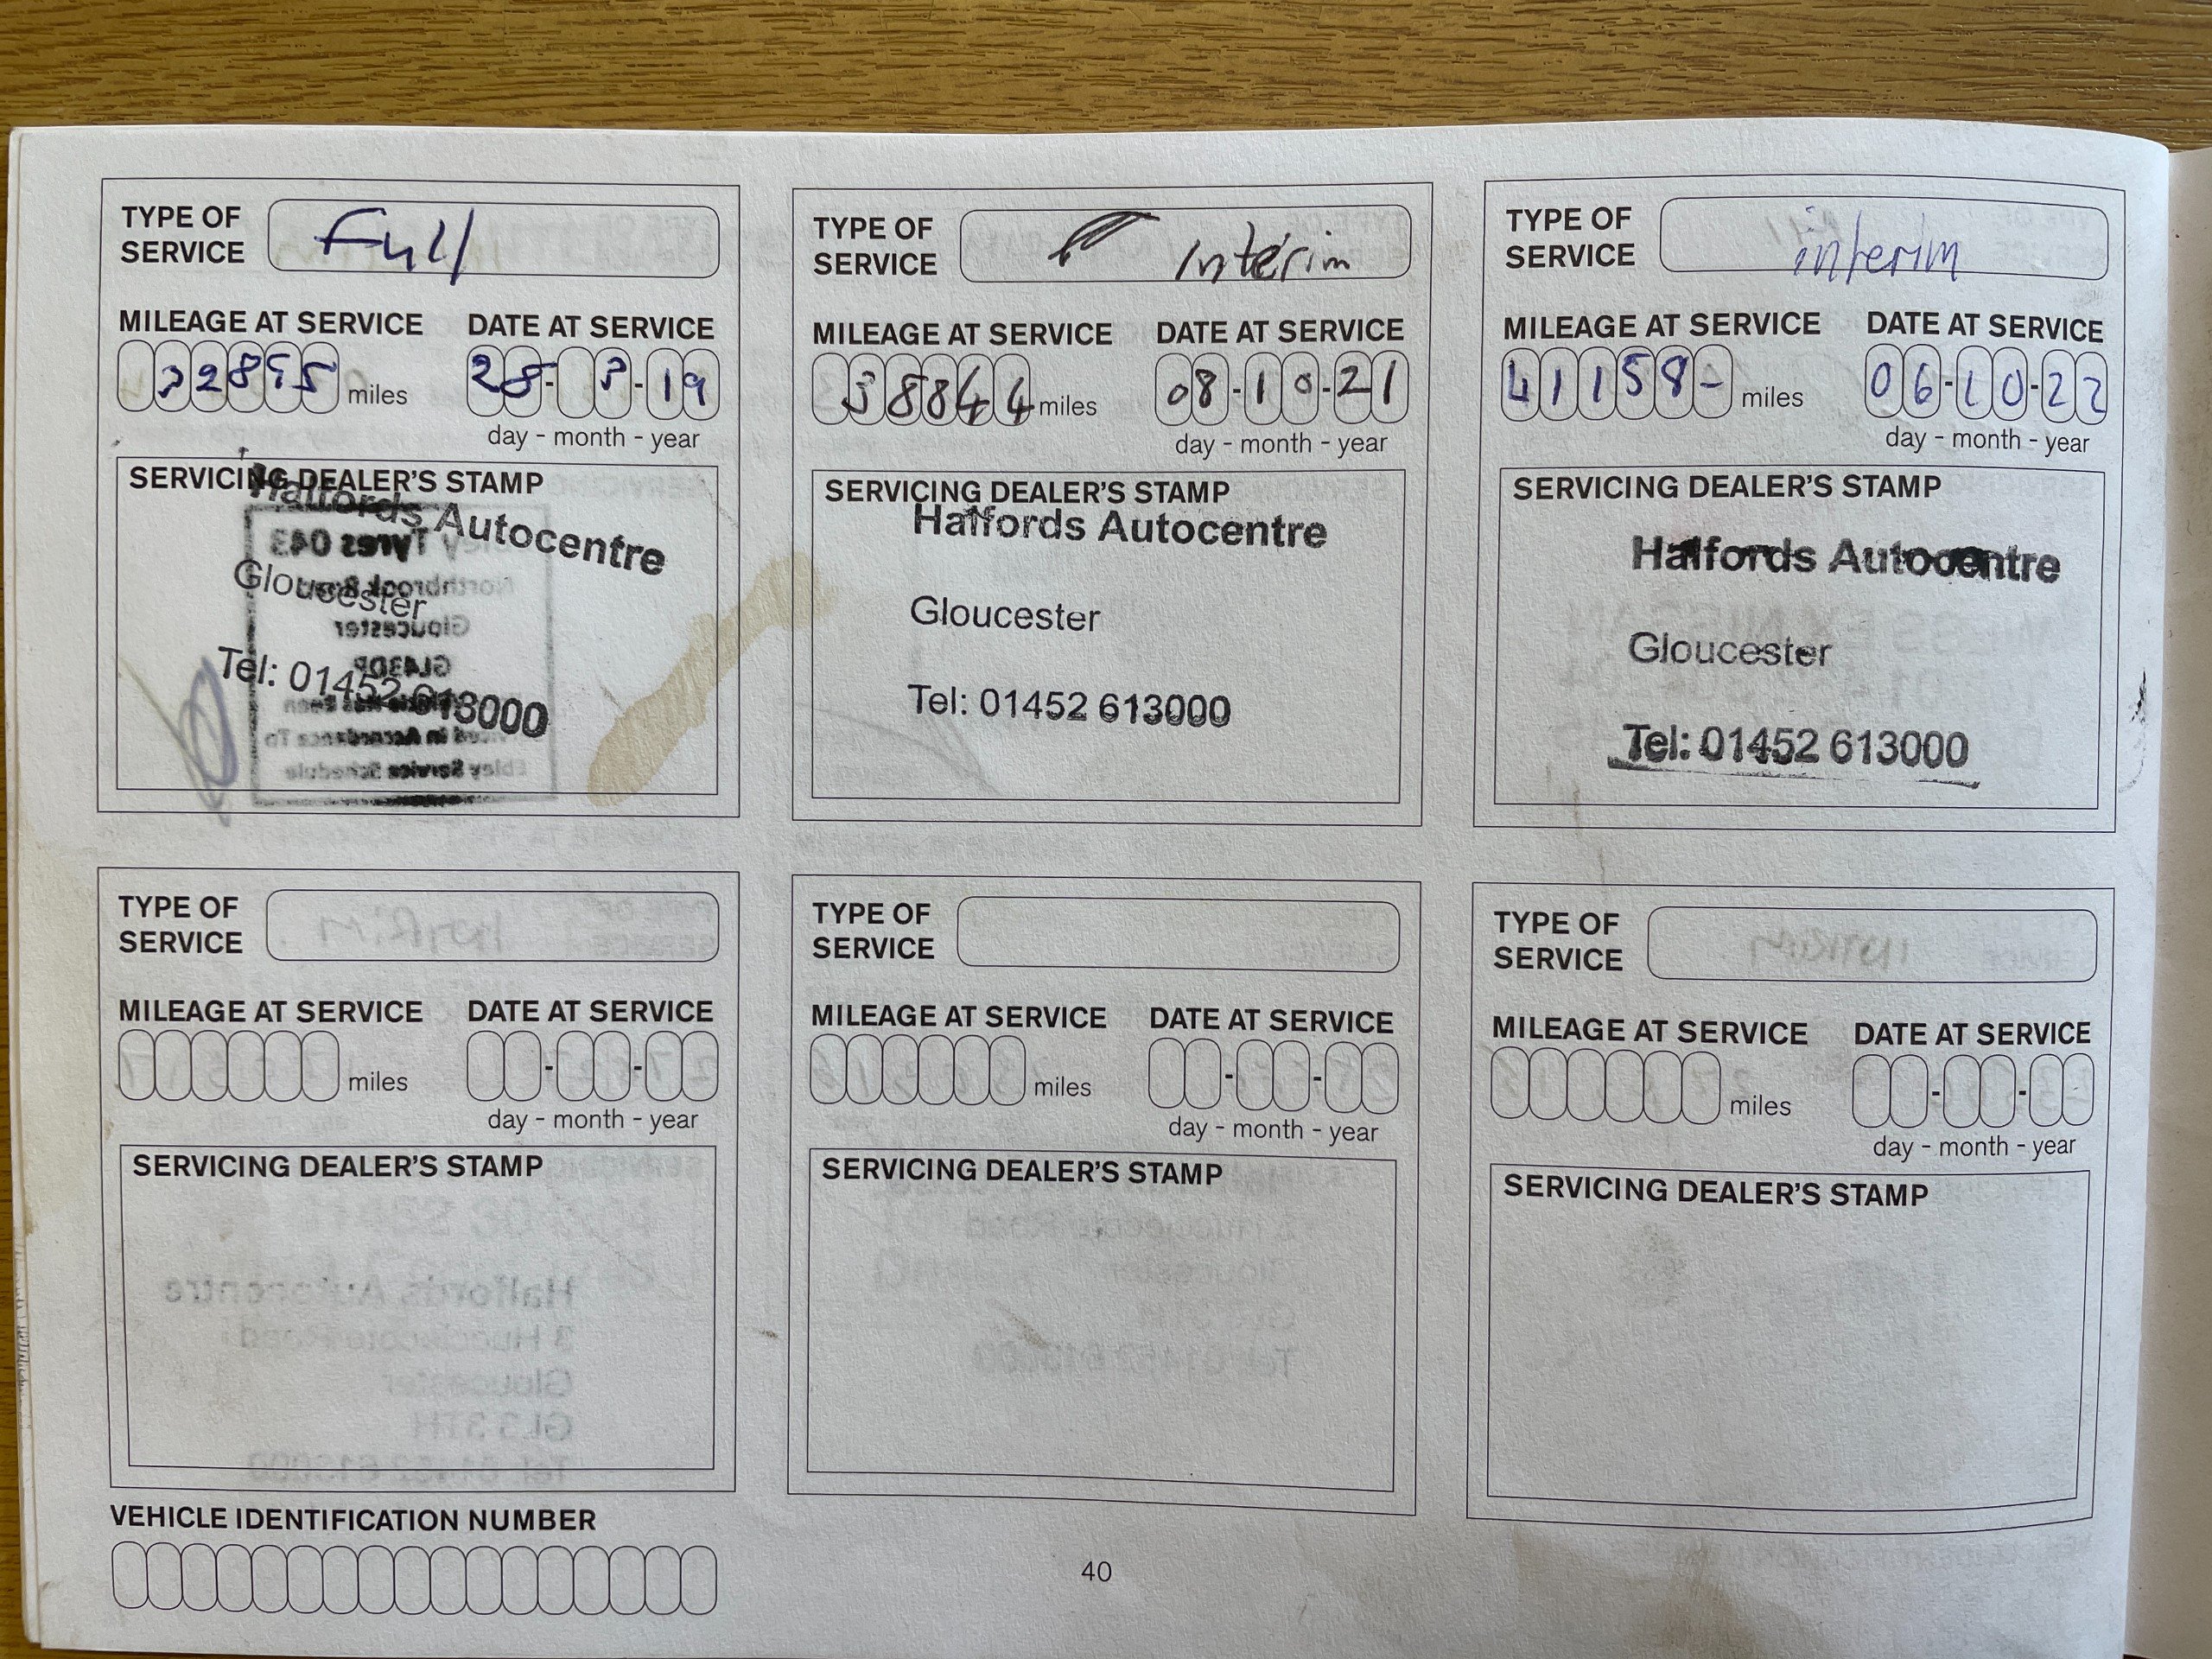 TYPE OF
SERVICE
Full
MILEAGE AT SERVICE
miles
DATE AT SERVICE
19
day - month - year
SERVICING DEALER'S STAMP
Halfords Autocentre
Gloucester
Tel: 01452 613000
TYPE OF
SERVICE
Interim
MILEAGE AT SERVICE
38844 miles
DATE AT SERVICE
08-10-21
day - month - year
SERVICING DEALER'S STAMP
Halfords Autocentre
Gloucester
Tel: 01452 613000
TYPE OF
SERVICE
interim
MILEAGE AT SERVICE
41158- miles
DATE AT SERVICE
06-10-22
day - month - year
SERVICING DEALER'S STAMP
Halfords Autocentre
Gloucester
Tel: 01452 613000
TYPE OF
SERVICE
MILEAGE AT SERVICE
miles
DATE AT SERVICE
day - month - year
SERVICING DEALER'S STAMP
TYPE OF
SERVICE
MILEAGE AT SERVICE
miles
DATE AT SERVICE
day - month - year
SERVICING DEALER'S STAMP
TYPE OF
SERVICE
MILEAGE AT SERVICE
miles
DATE AT SERVICE
day - month - year
SERVICING DEALER'S STAMP
VEHICLE IDENTIFICATION NUMBER
40